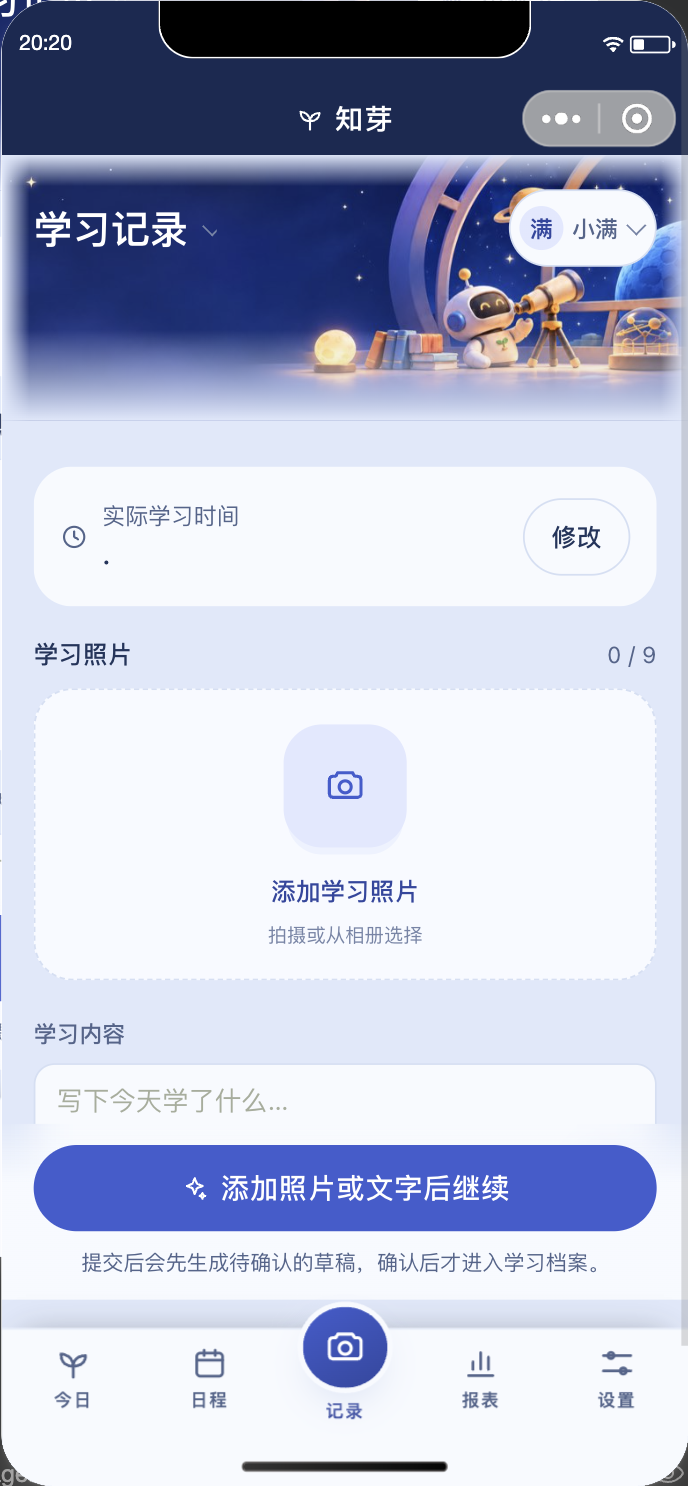 20:20
知芽
学习记录
满 小满
实际学习时间
·
修改
学习照片
0 / 9
添加学习照片
拍摄或从相册选择
学习内容
写下今天学了什么...
添加照片或文字后继续
提交后会先生成待确认的草稿，确认后才进入学习档案。
今日
日程
记录
报表
设置